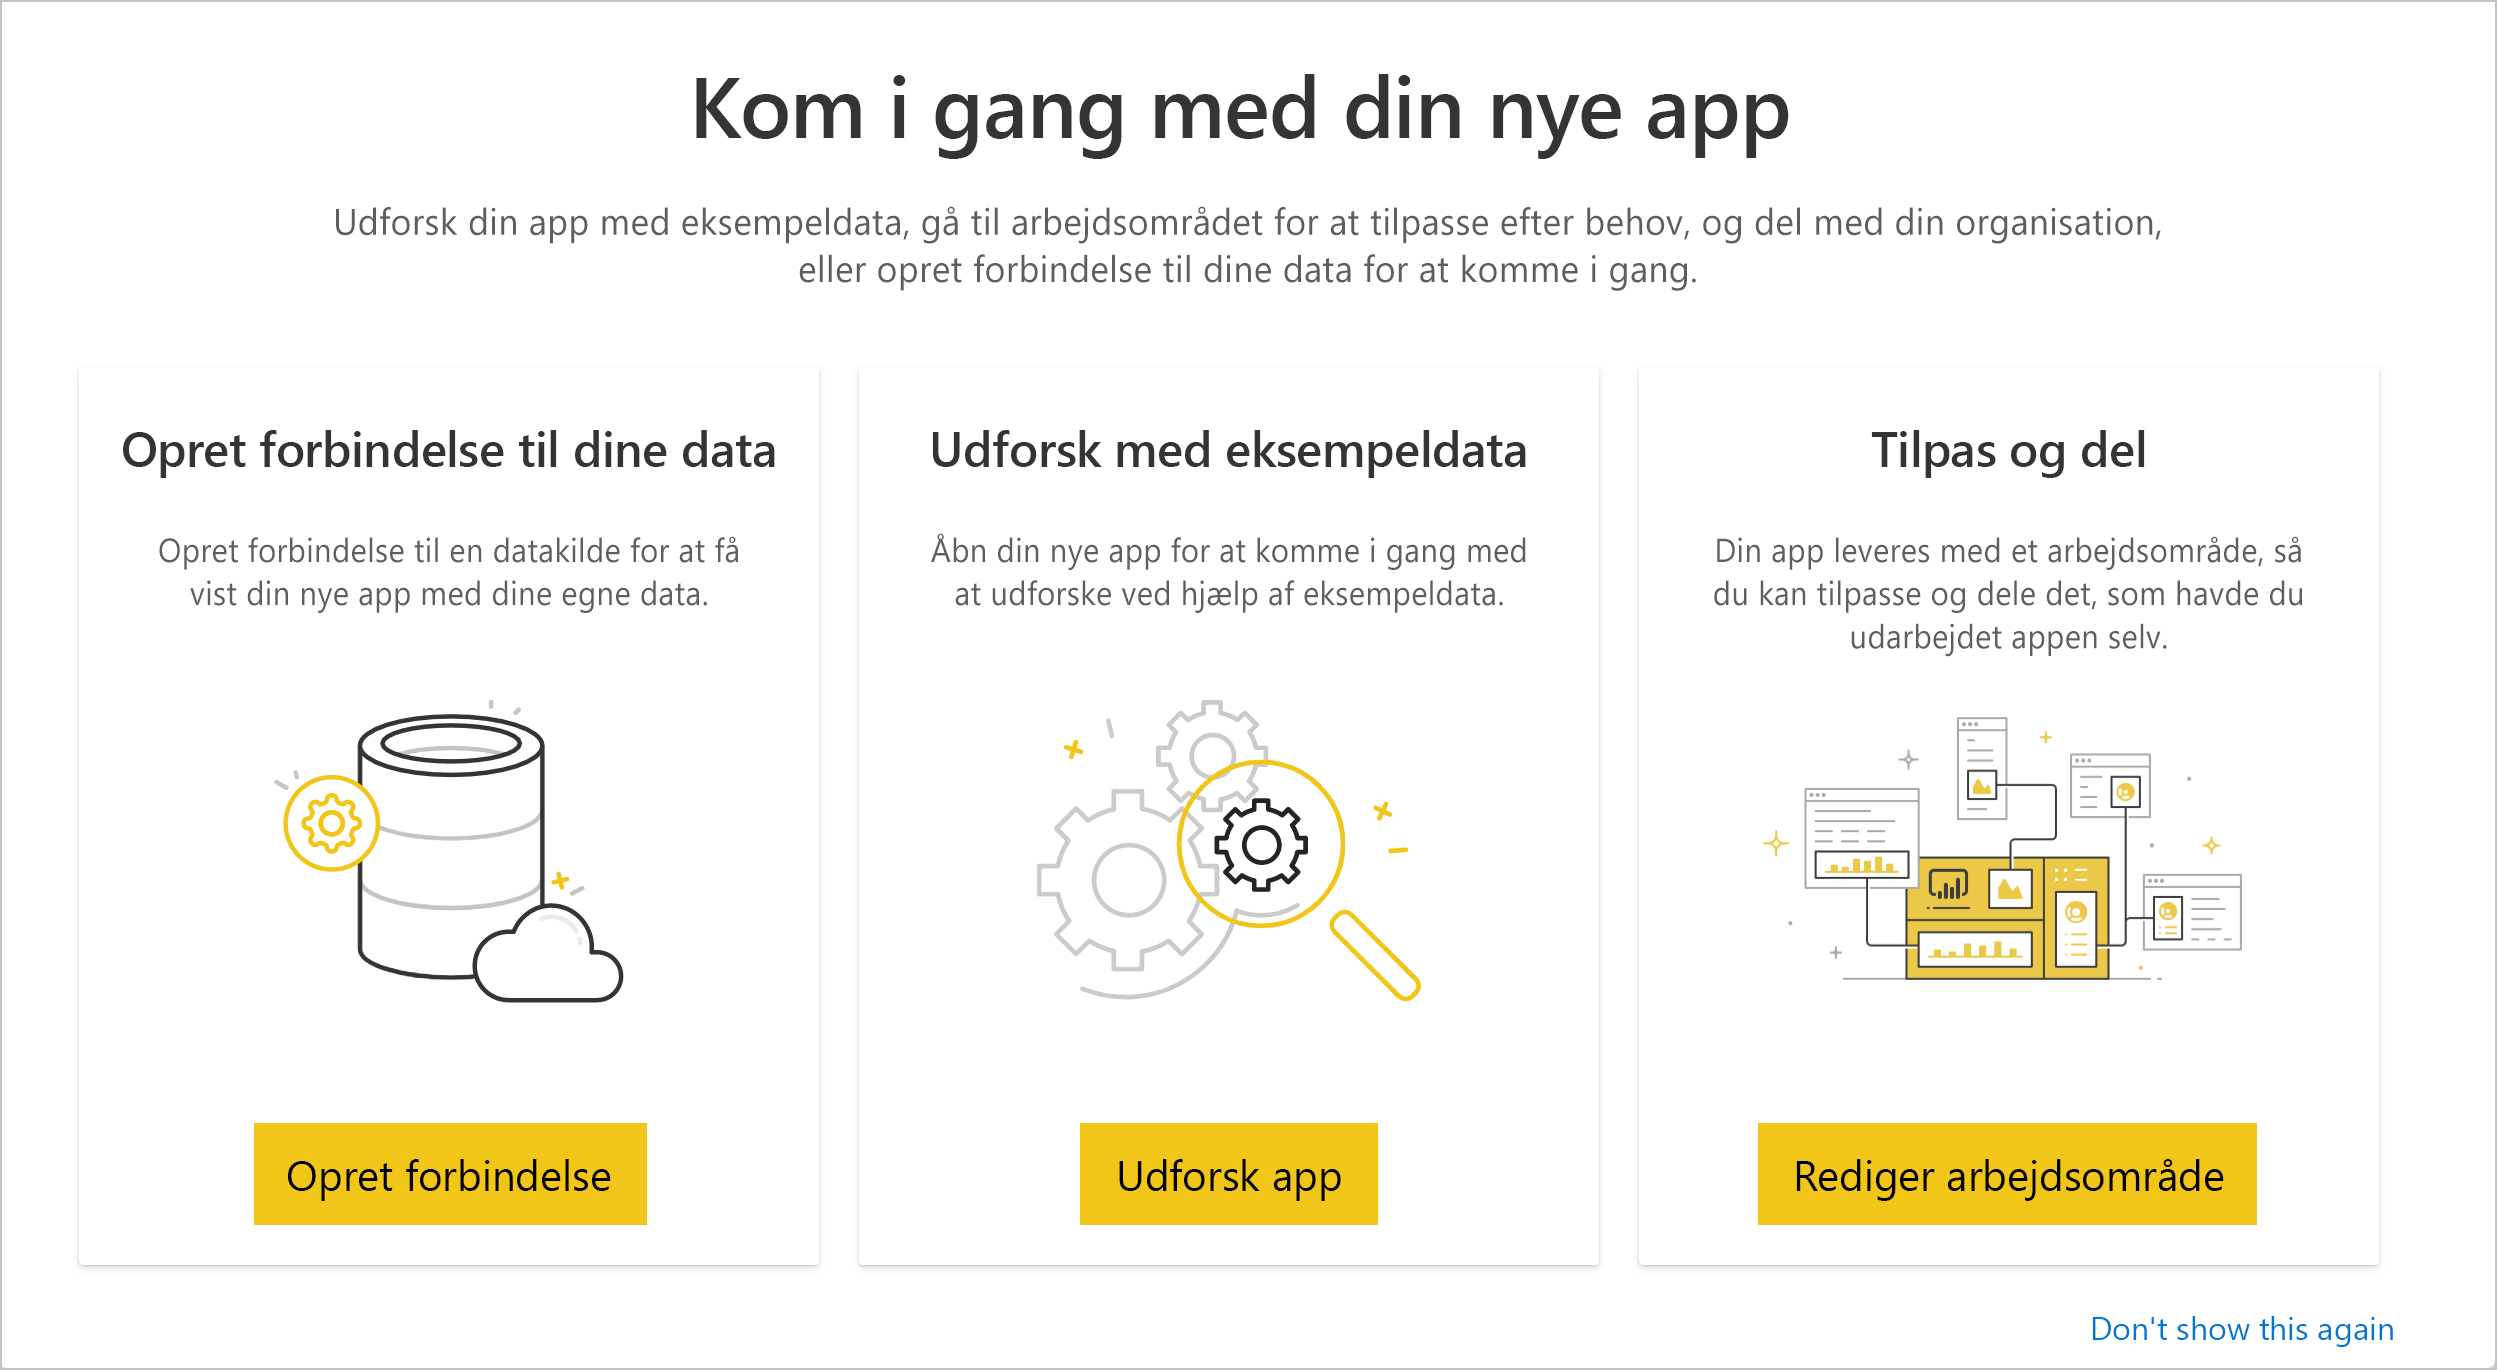 Kom i gang med din nye app
Udforsk din app med eksempeldata, gå til arbejdsområdet for at tilpasse efter behov, og del med din organisation,
eller opret forbindelse til dine data for at komme i gang.
Opret forbindelse til dine data
Opret forbindelse til en datakilde for at få
vist din nye app med dine egne data.
Opret forbindelse
Udforsk med eksempeldata
Åbn din nye app for at komme i gang med
at udforske ved hjælp af eksempeldata.
Udforsk app
Tilpas og del
Din app leveres med et arbejdsområde, så
du kan tilpasse og dele det, som havde du
udarbejdet appen selv.
Rediger arbejdsområde
Don't show this again